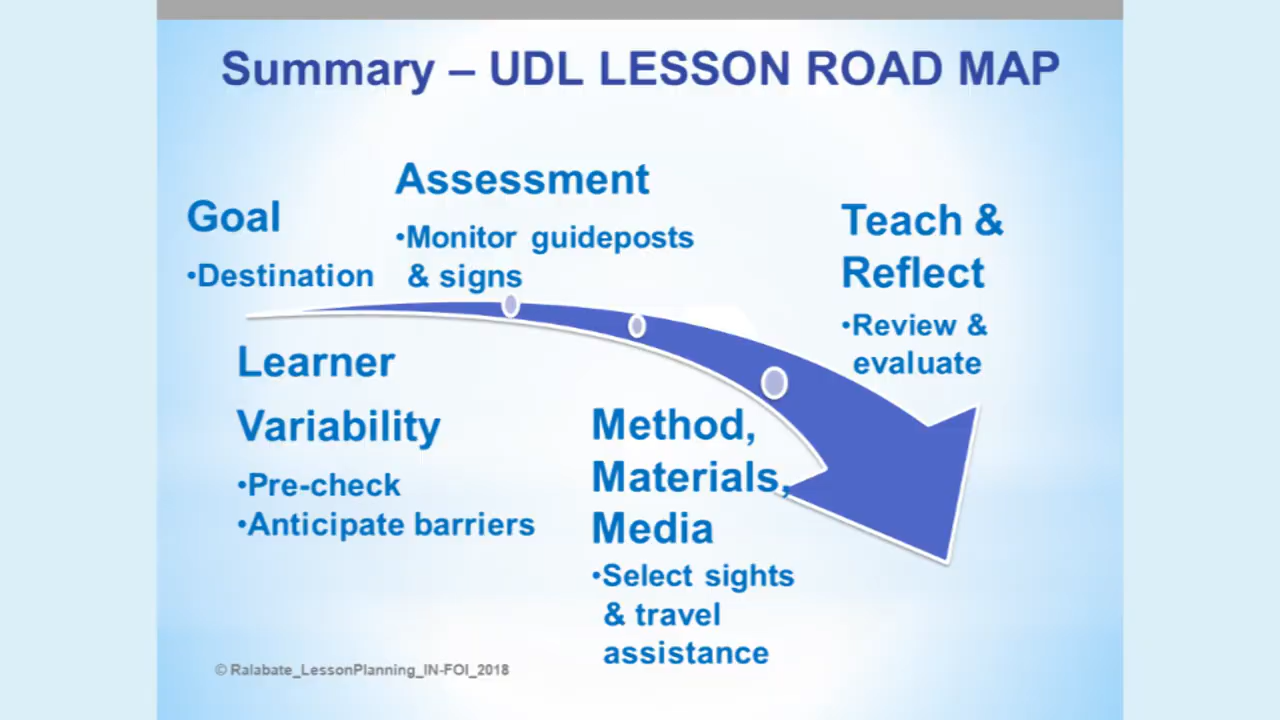 Summary – UDL LESSON ROAD MAP
Goal
•Destination
Learner
Variability
•Pre-check
•Anticipate barriers
Assessment
•Monitor guideposts
& signs
Method,
Materials,
Media
•Select sights
& travel
assistance
Teach &
Reflect
•Review &
evaluate
© Ralabate_LessonPlanning_IN-FOI_2018